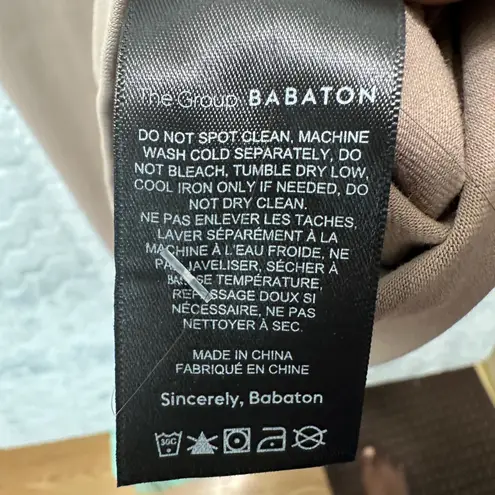 The Group BABATON
DO NOT SPOT CLEAN, MACHINE
WASH COLD SEPARATELY, DO
NOT BLEACH, TUMBLE DRY LOW,
COOL IRON ONLY IF NEEDED, DO
NOT DRY CLEAN.
NE PAS ENLEVER LES TACHES,
LAVER SÉPARÉMENT À LA
MACHINE À L'EAU FROIDE, NE
PAS JAVELISER, SÉCHER À
BASSE TEMPÉRATURE,
REPASSAGE DOUX SI
NÉCESSAIRE, NE PAS
NETTOYER À SEC.
MADE IN CHINA
FABRIQUÉ EN CHINE
Sincerely, Babaton
30C